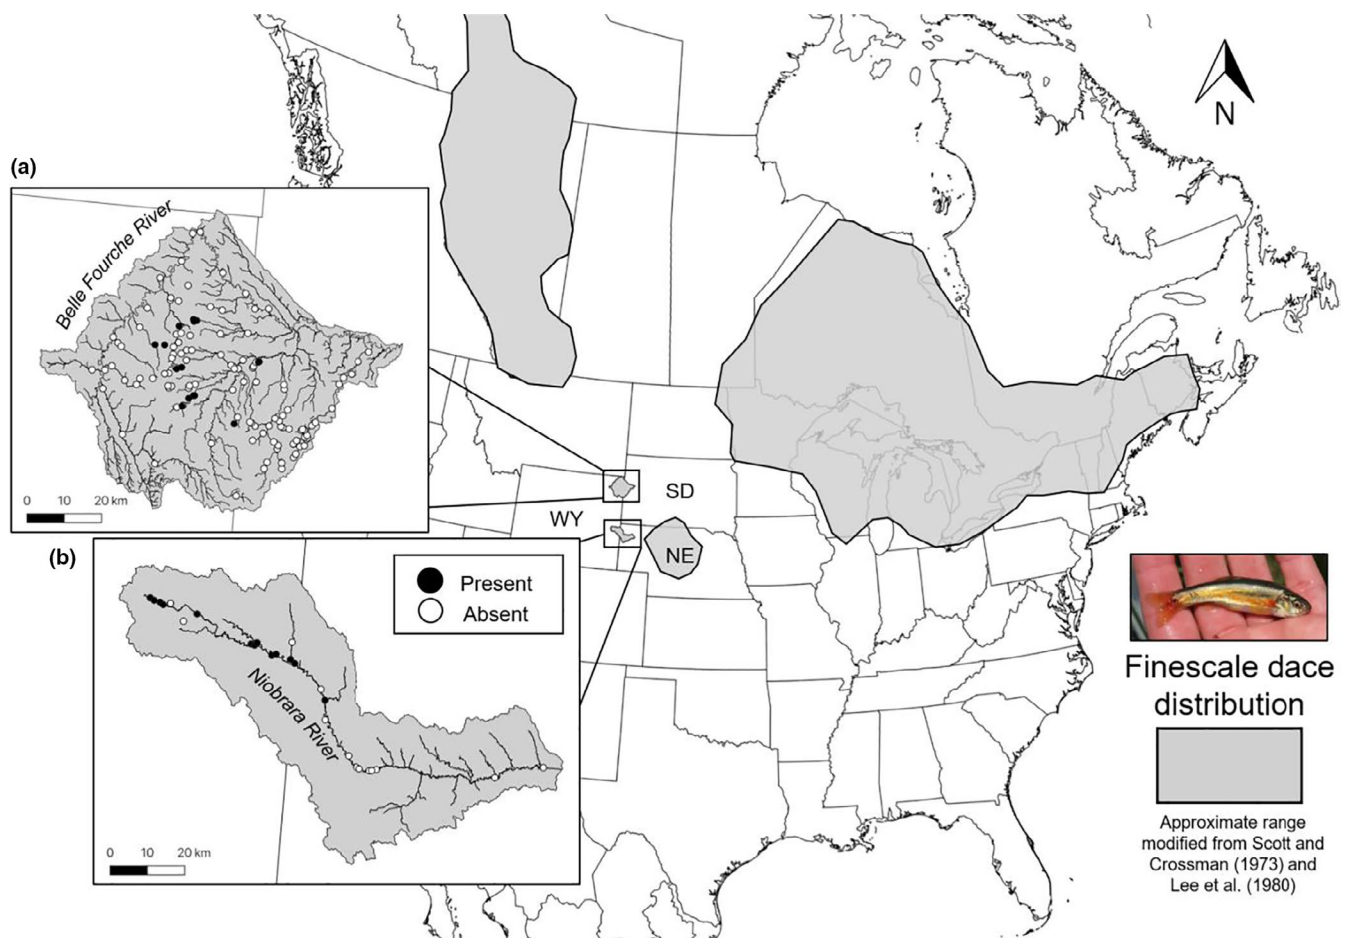 (a)
Belle Fourche River
0 10 20 km
N
SD
WY
NE
(b)
Present
Absent
Niobrara River
0 10 20 km
Finescale dace
distribution
Approximate range
modified from Scott and
Crossman (1973) and
Lee et al. (1980)